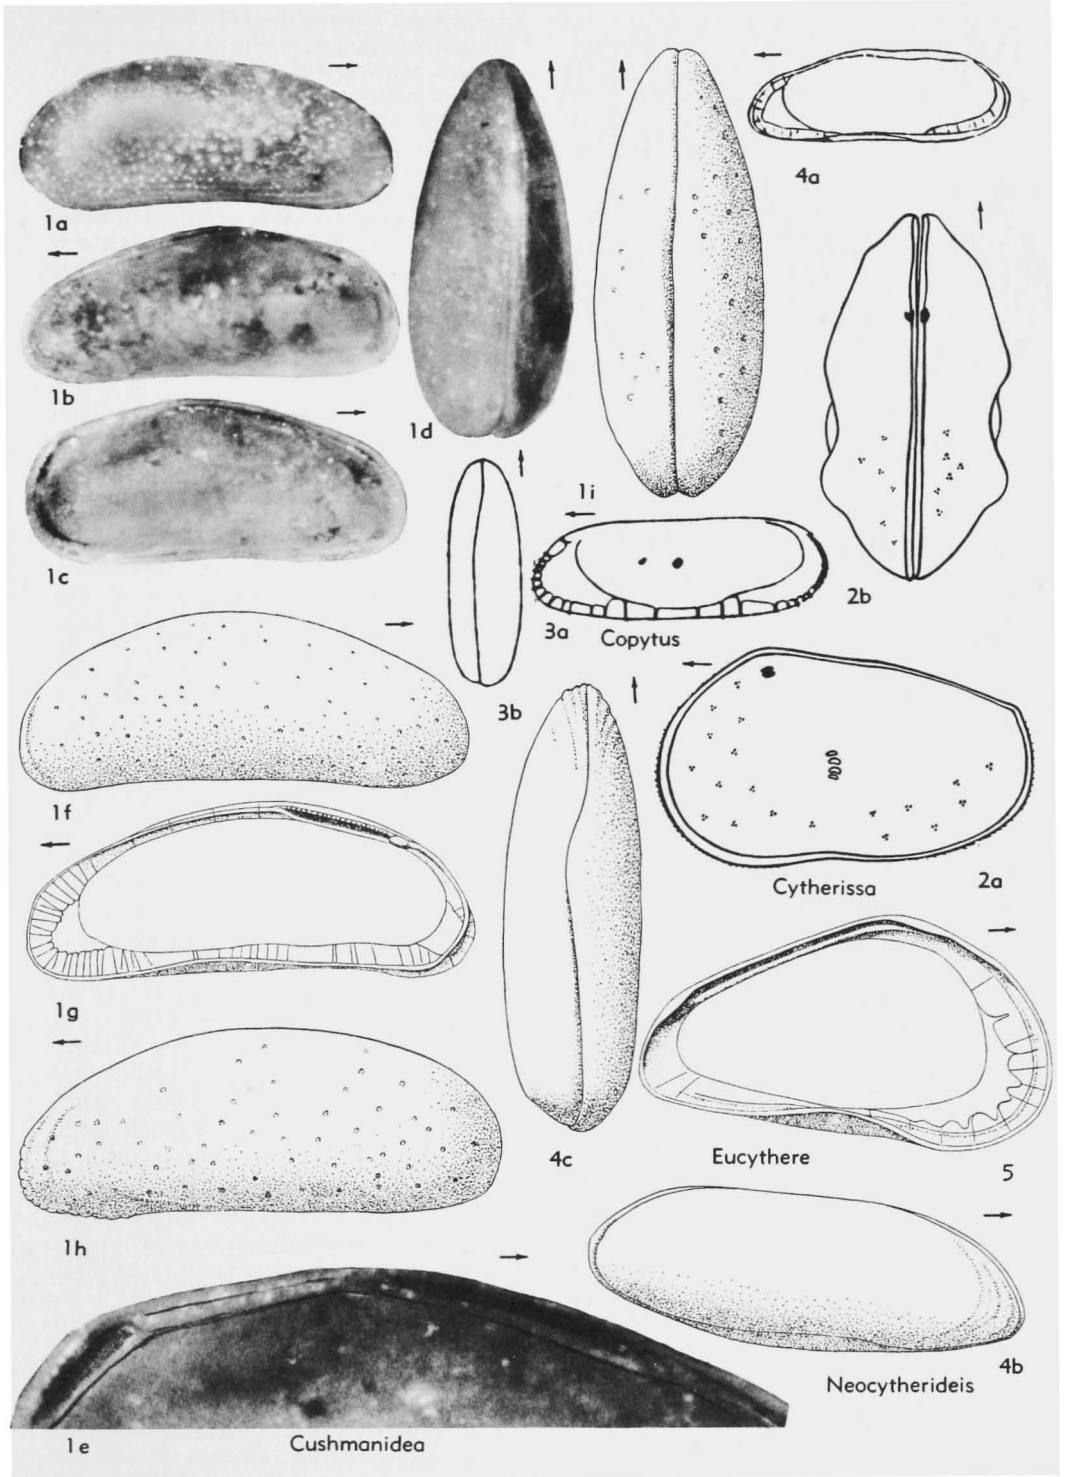 1a
1b
1c
1d
1i
4a
2b
3a
Copytus
3b
1f
1g
1h
4c
Cytherissa
2a
Eucythere
5
4b
Neocytherideis
1e
Cushmanidea